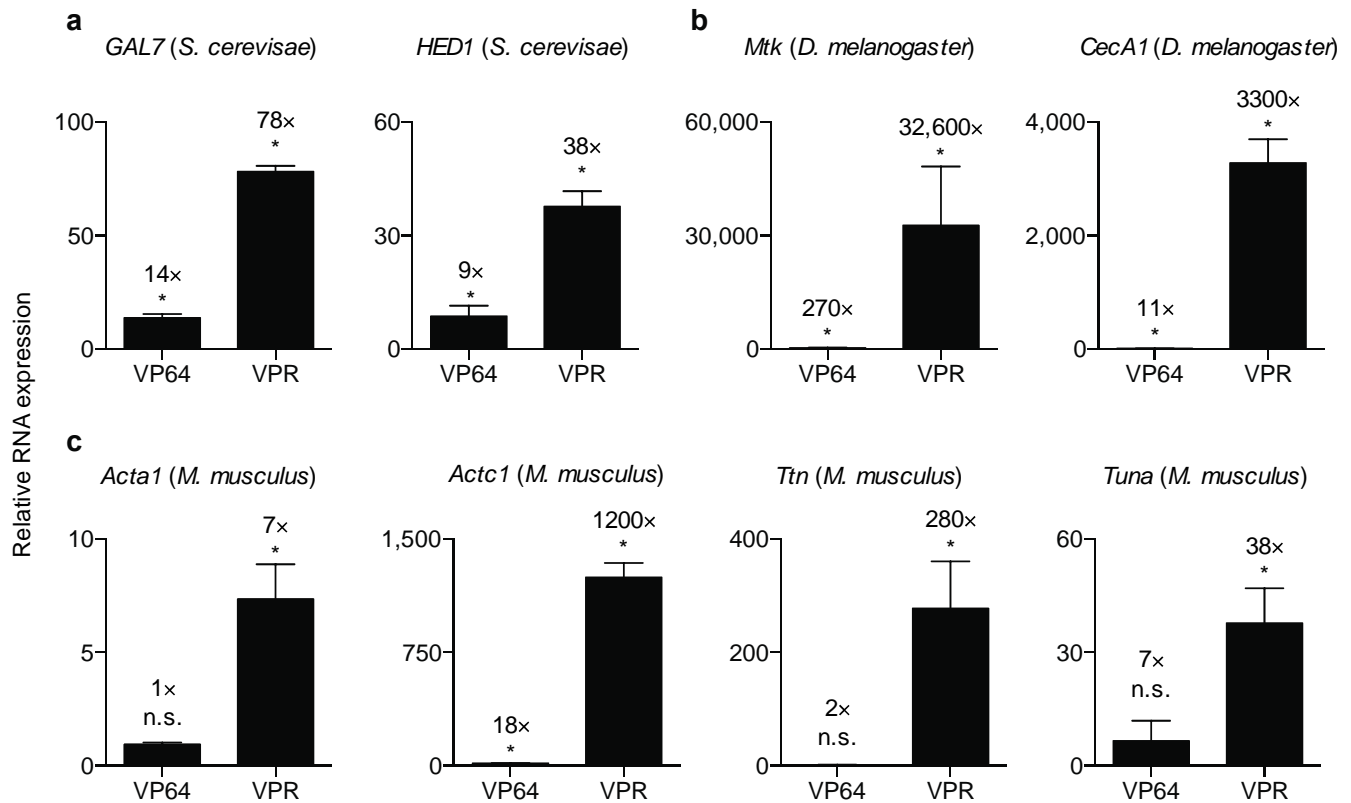 a
GAL7 (S. cerevisae)
100
50
0
14×
*
78×
*
VP64
VPR
HED1 (S. cerevisae)
60
30
0
9×
*
38×
*
VP64
VPR
b
Mtk (D. melanogaster)
60,000
30,000
0
270×
*
32,600×
*
VP64
VPR
CecA1 (D. melanogaster)
4,000
2,000
0
11×
*
3300×
*
VP64
VPR
Relative RNA expression
c
Acta1 (M. musculus)
10
5
0
1×
n.s.
7×
*
VP64
VPR
Actc1 (M. musculus)
1,500
750
0
18×
*
1200×
*
VP64
VPR
Ttn (M. musculus)
400
200
0
2×
n.s.
280×
*
VP64
VPR
Tuna (M. musculus)
60
30
0
7×
n.s.
38×
*
VP64
VPR